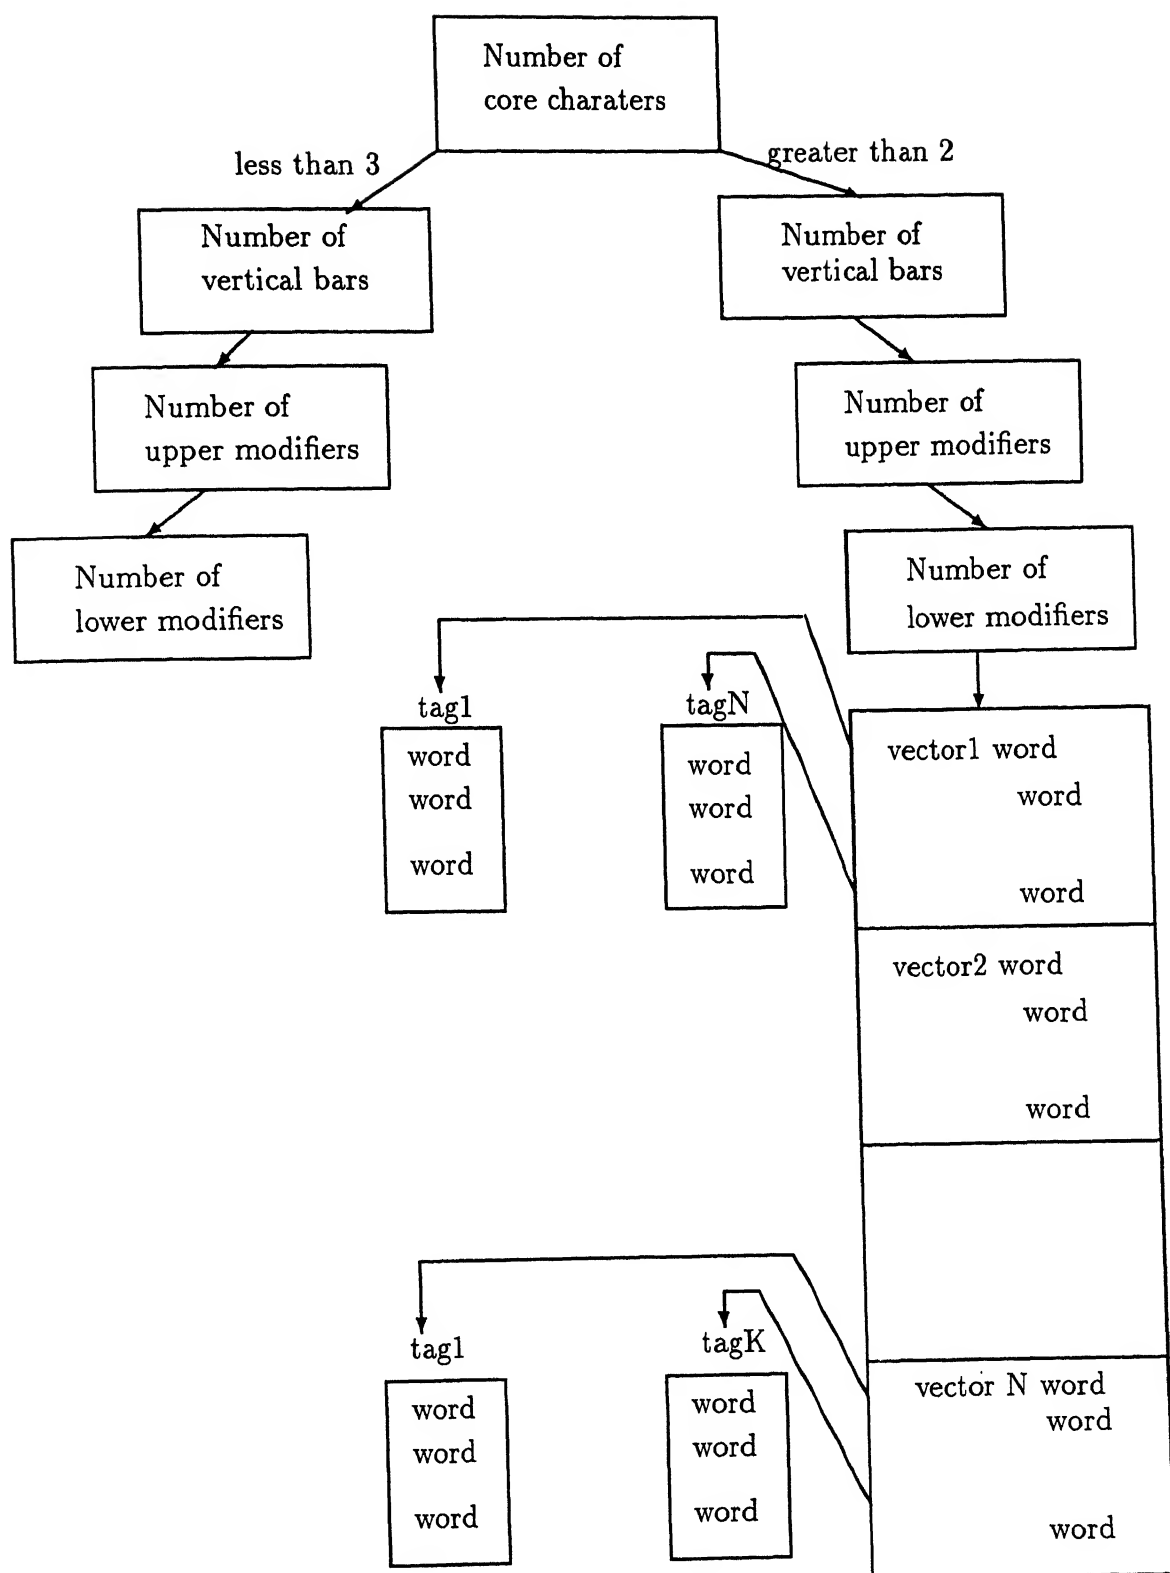 Number of
core charaters
less than 3
greater than 2
Number of
vertical bars
Number of
vertical bars
Number of
upper modifiers
Number of
upper modifiers
Number of
lower modifiers
Number of
lower modifiers
tag1
word
word
word
tagN
word
word
word
vector1 word
word
word
vector2 word
word
word
tag1
word
word
word
tagK
word
word
word
vector N word
word
word